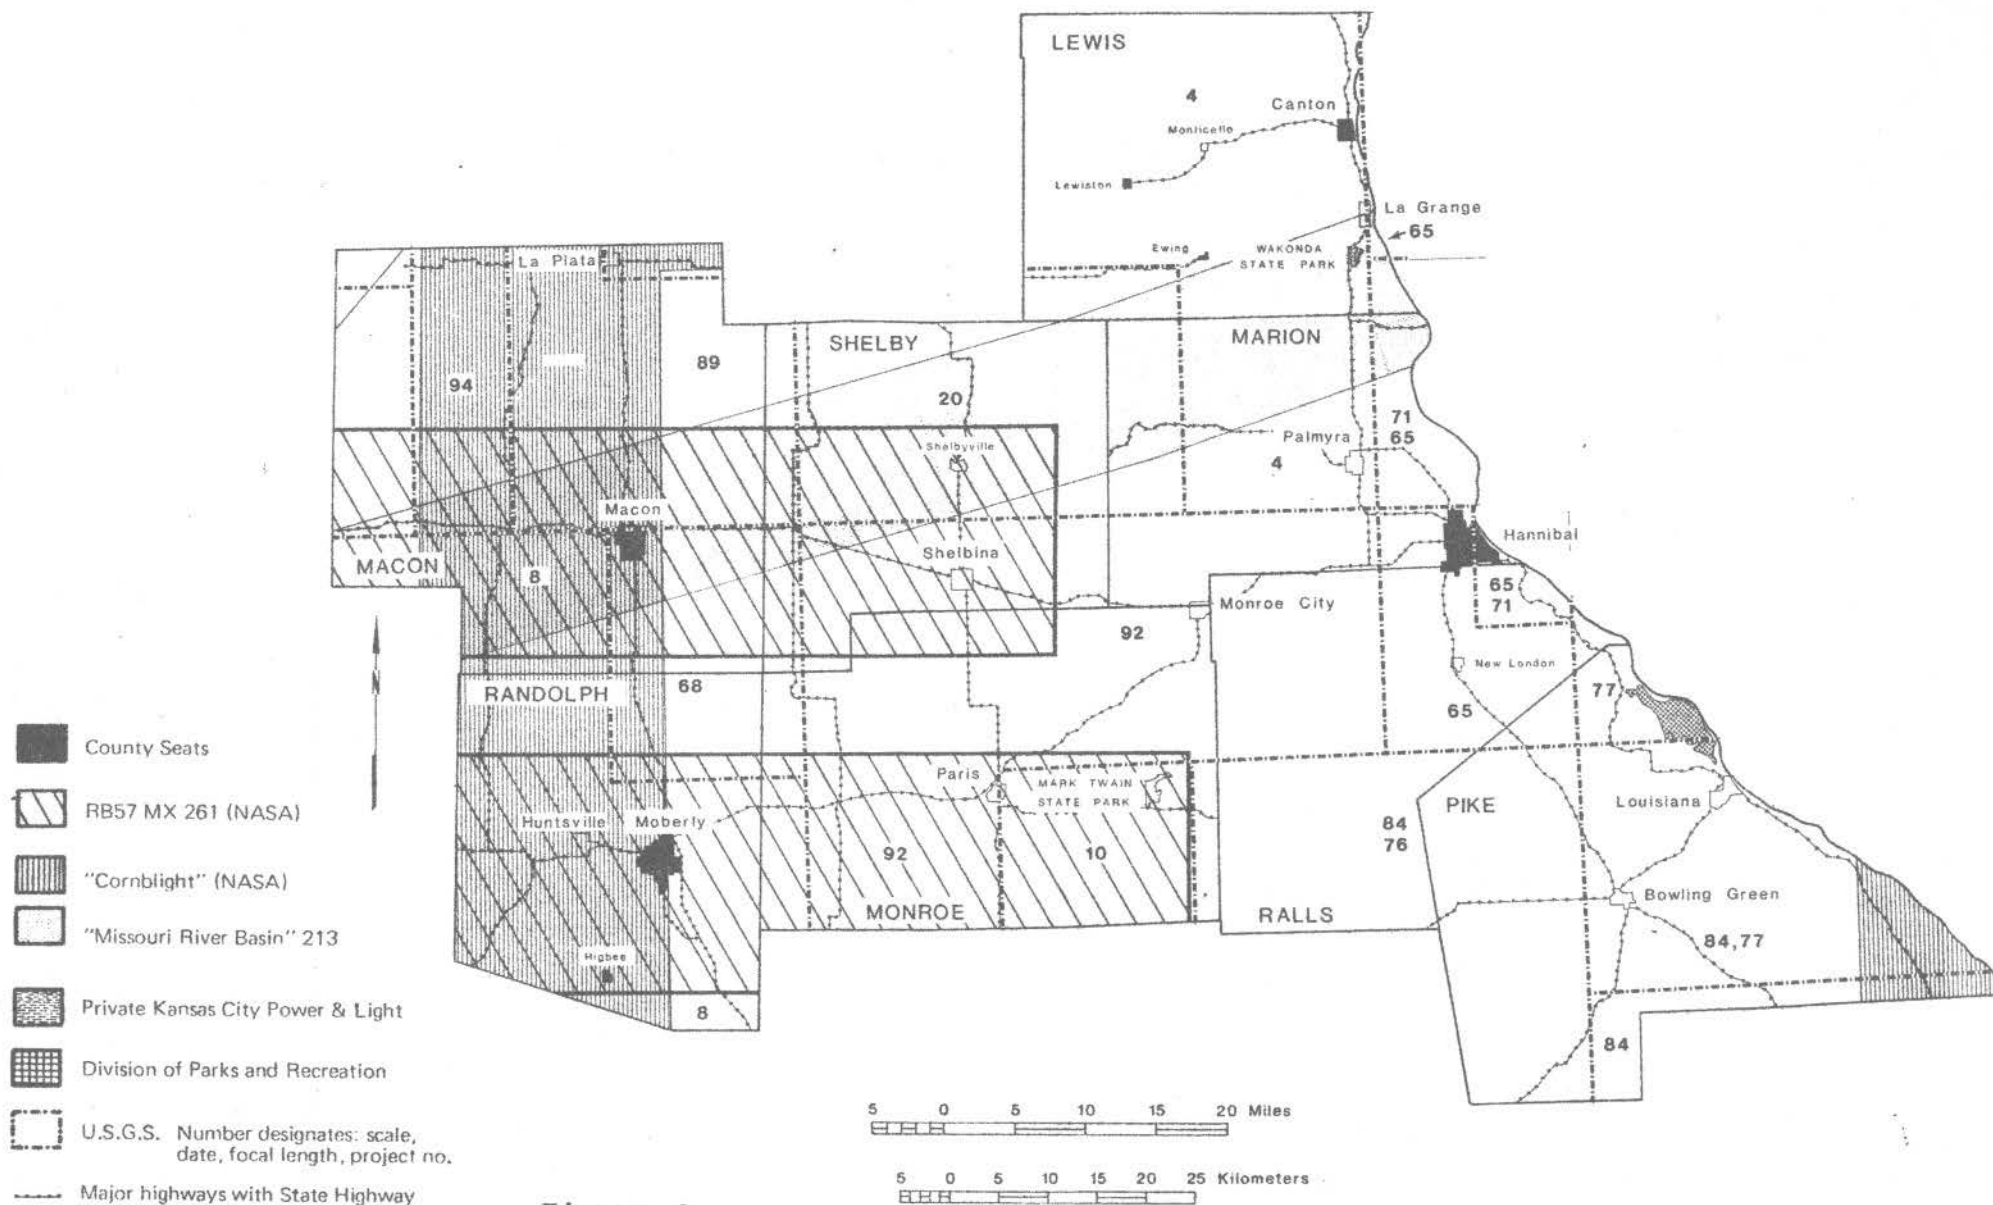 LEWIS
4
Canton
Monticello
Lewiston
La Grange
65
Ewing
WAKONDA
STATE PARK
La Plata
SHELBY
MARION
94
89
20
71
65
Shelbyville
Palmyra
4
Macon
Hannibal
MACON
8
Shelbina
65
71
Monroe City
92
N
New London
RANDOLPH
68
77
65
County Seats
Paris
MARK TWAIN
STATE PARK
PIKE
Louisiana
RB57 MX 261 (NASA)
Huntsville
Moberly
84
76
92
10
"Cornblight" (NASA)
Bowling Green
MONROE
RALLS
"Missouri River Basin" 213
84,77
Higbee
Private Kansas City Power & Light
8
84
Division of Parks and Recreation
5 0 5 10 15 20 Miles
U.S.G.S. Number designates: scale,
date, focal length, project no.
5 0 5 10 15 20 25 Kilometers
Major highways with State Highway